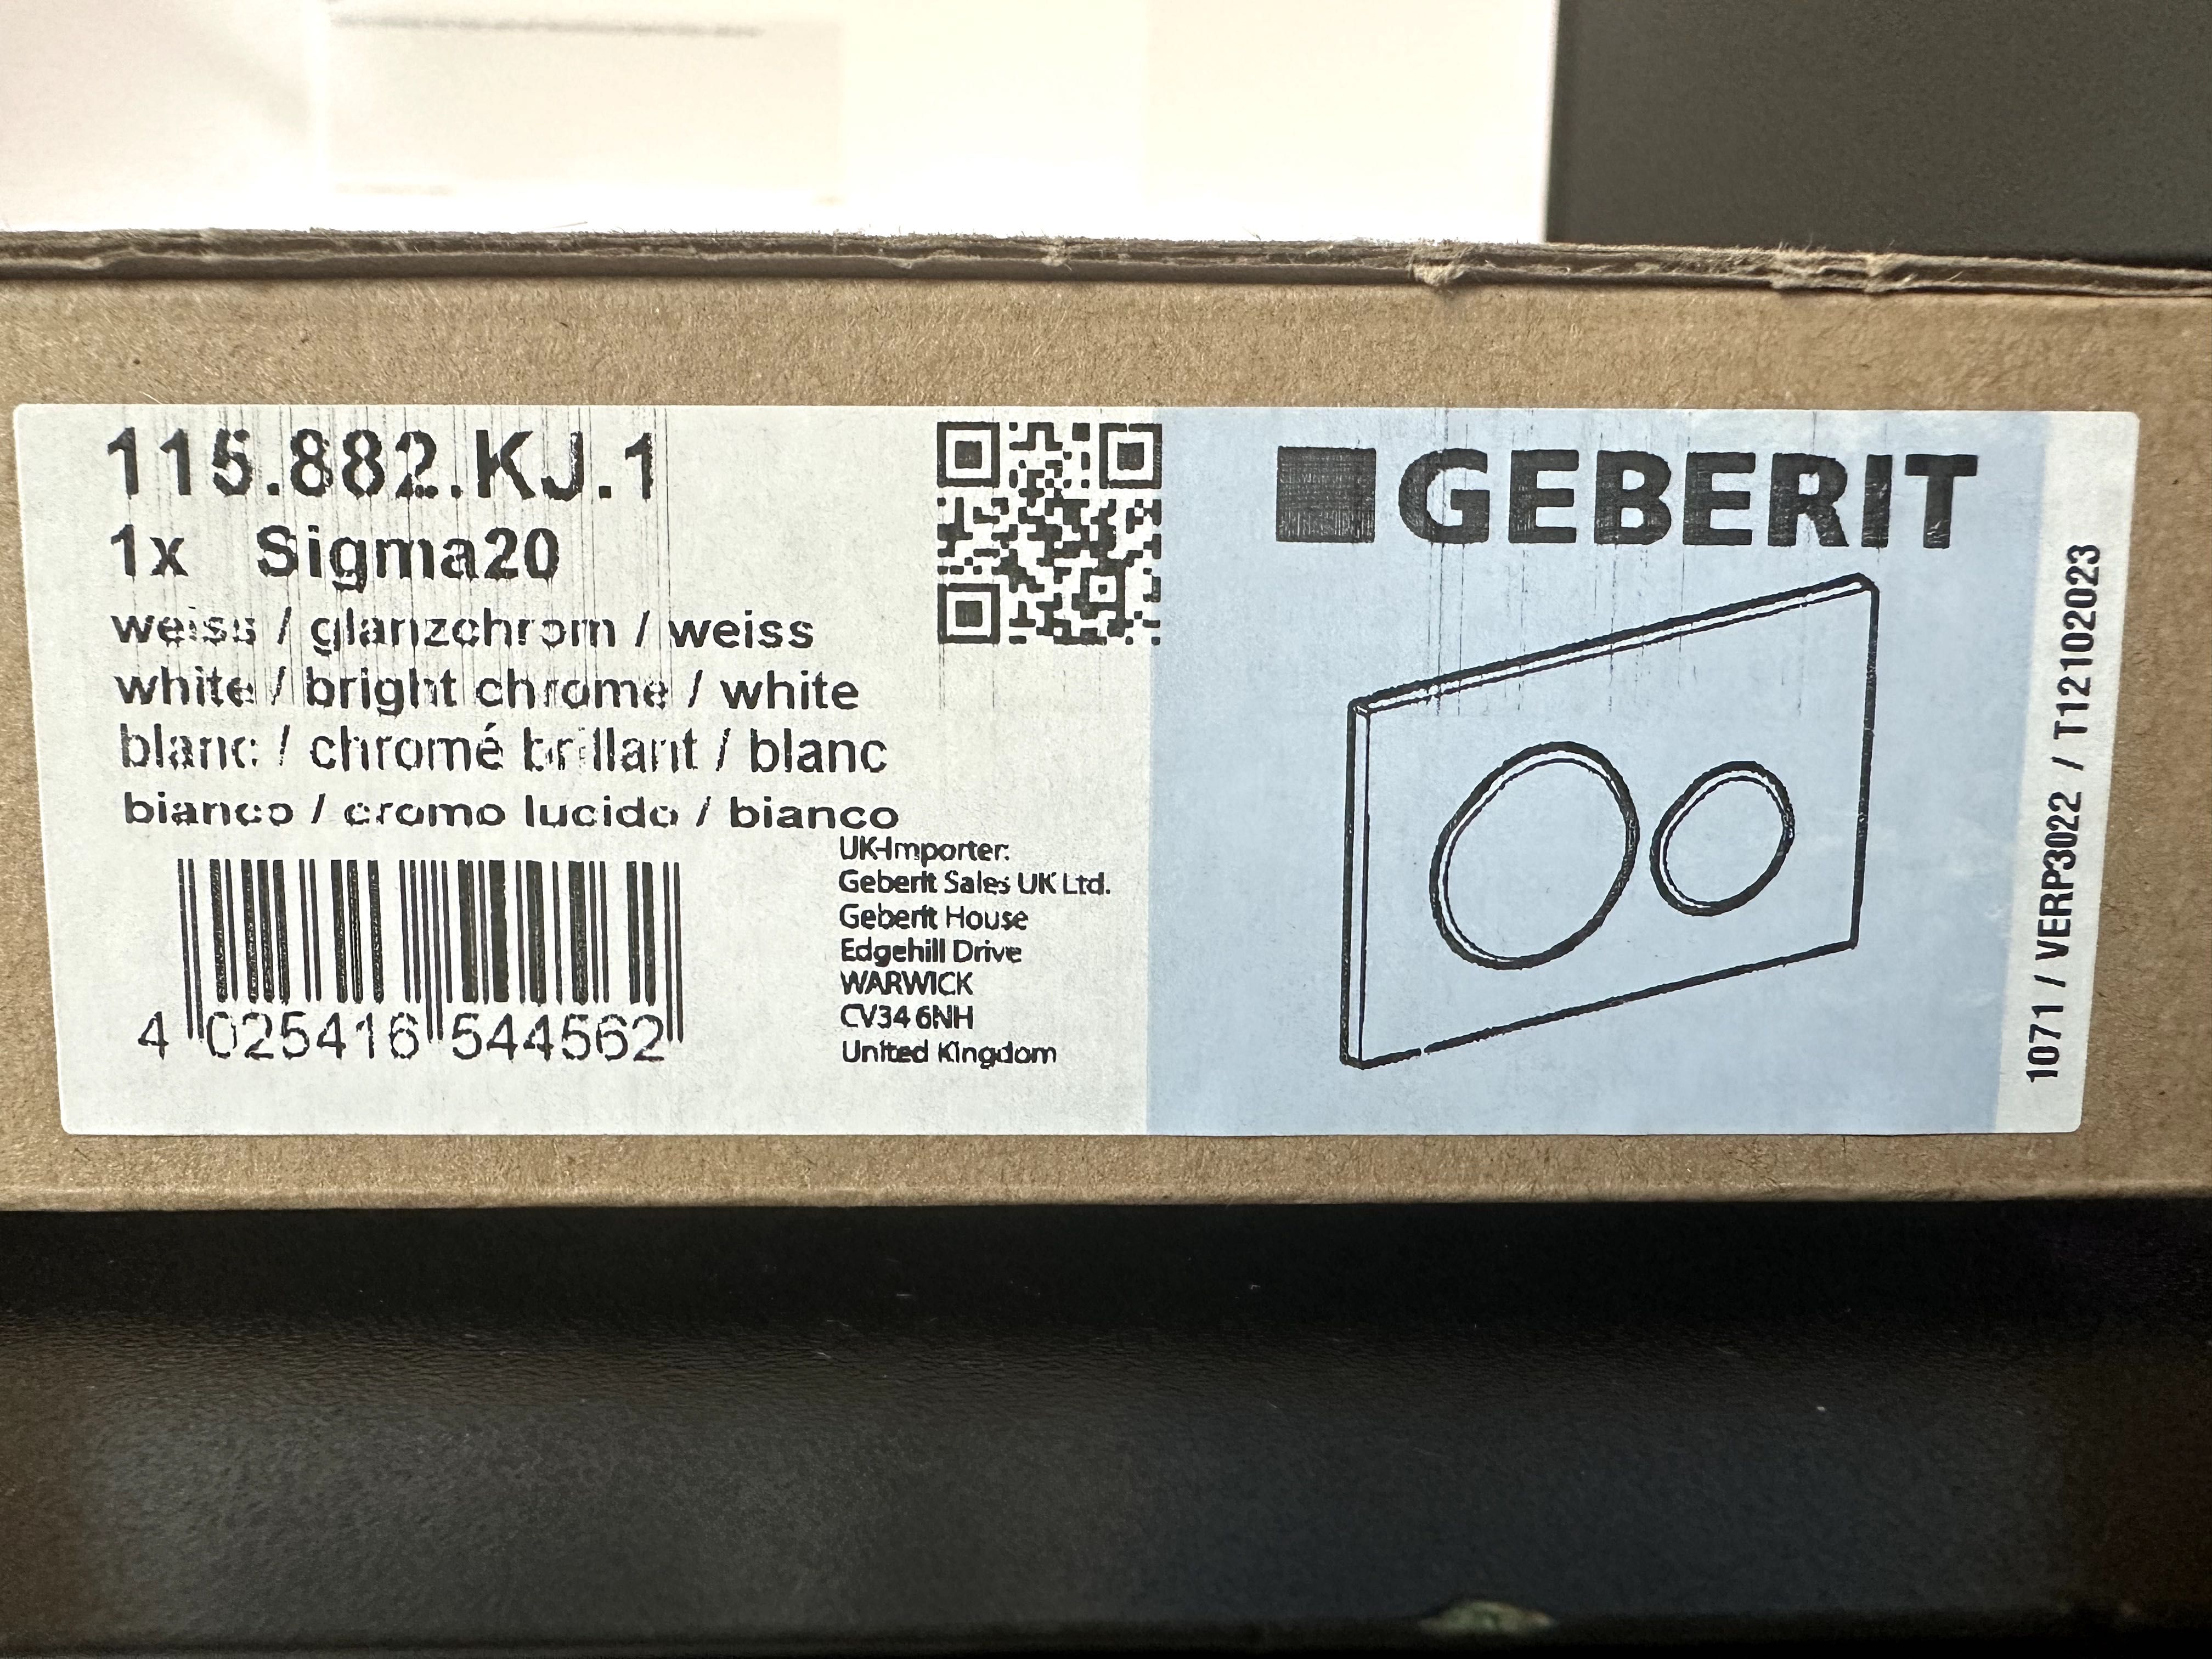 115.882.KJ.1
1x Sigma20
weiss / glanzchrom / weiss
white / bright chrome / white
blanc / chromé brillant / blanc
bianco / cromo lucido / bianco
4 025416 544562
UK-Importer:
Geberit Sales UK Ltd.
Geberit House
Edgehill Drive
WARWICK
CV34 6NH
United Kingdom
GEBERIT
1071 / VERP3022 / T12102023